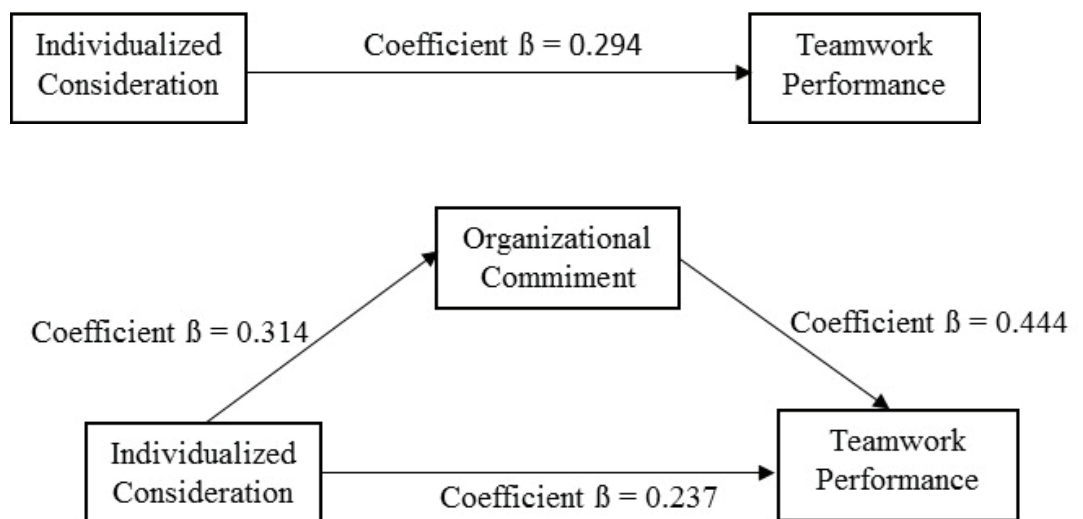 Individualized
Consideration
Coefficient ß = 0.294
Teamwork
Performance
Organizational
Commiment
Coefficient ß = 0.314
Coefficient ß = 0.444
Individualized
Consideration
Coefficient ß = 0.237
Teamwork
Performance